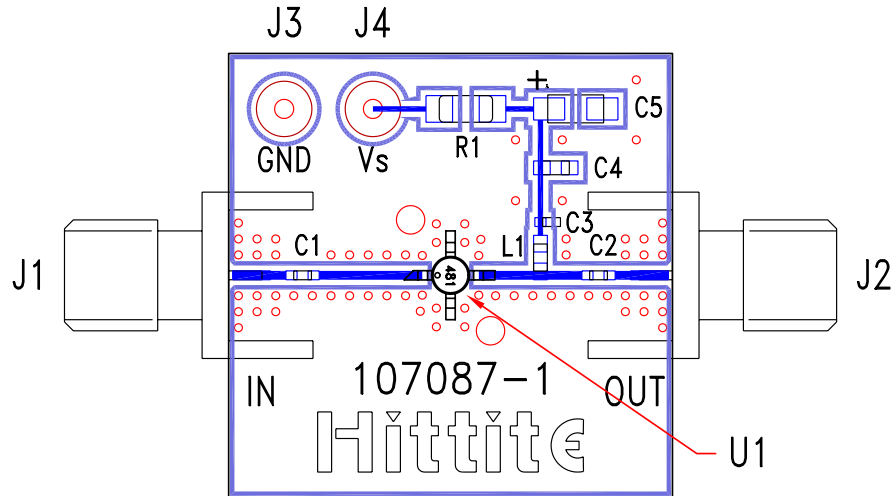 J3 J4
+
C5
GND Vs R1
C4
C3
C1 L1 C2
J1 481 J2
107087-1
IN OUT
Hittite
U1